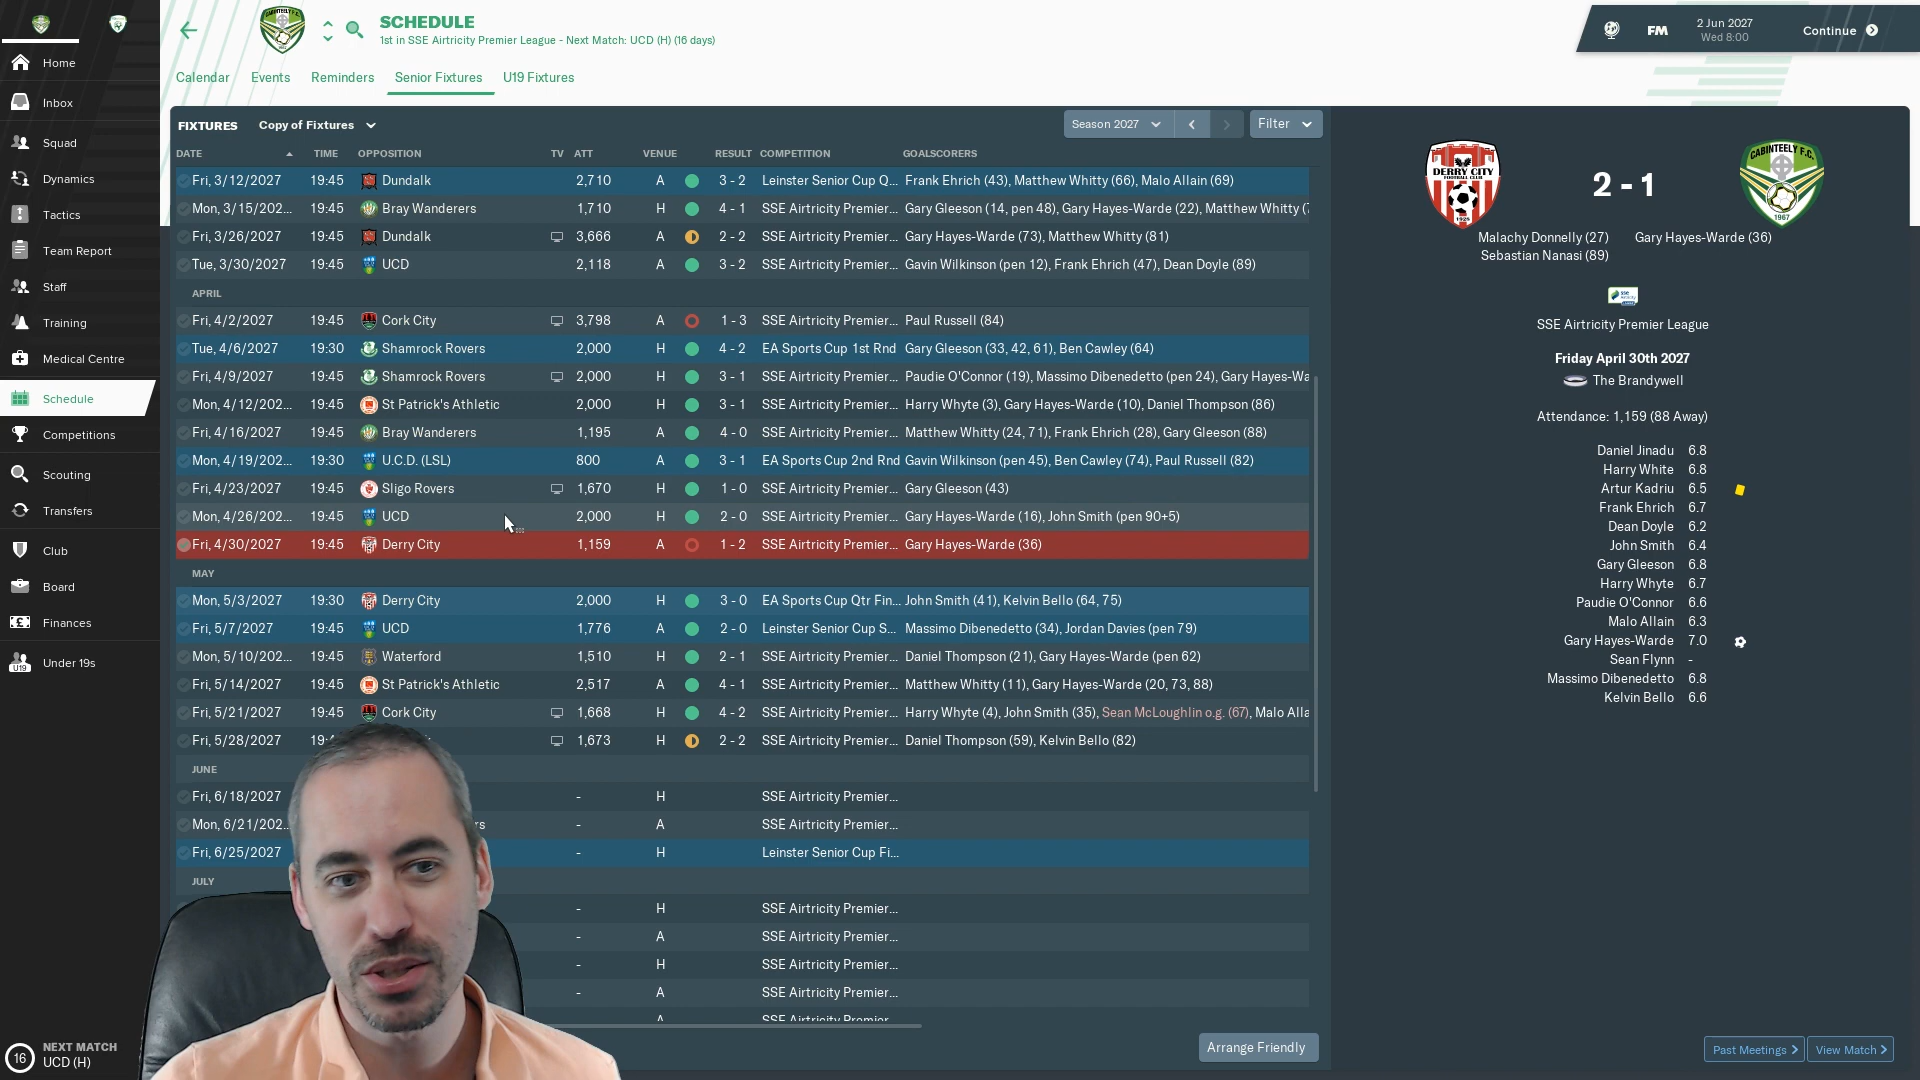 SCHEDULE
1st in SSE Airtricity Premier League - Next Match: UCD (H) (16 days)
FM
2 Jun 2027
Wed 8:00
Continue
Calendar
Events
Reminders
Senior Fixtures
U19 Fixtures
Home
Inbox
Squad
Dynamics
Tactics
Team Report
Staff
Training
Medical Centre
Schedule
Competitions
Scouting
Transfers
Club
Board
Finances
U19
Under 19s
16
NEXT MATCH
UCD (H)
FIXTURES Copy of Fixtures Season 2027 Filter
DATE TIME OPPOSITION TV ATT VENUE RESULT COMPETITION GOALSCORERS
Fri, 3/12/2027 19:45 Dundalk 2,710 A 3 - 2 Leinster Senior Cup Q... Frank Ehrich (43), Matthew Whitty (66), Malo Allain (69)
Mon, 3/15/202... 19:45 Bray Wanderers 1,710 H 4 - 1 SSE Airtricity Premier... Gary Gleeson (14, pen 48), Gary Hayes-Warde (22), Matthew Whitty (7
Fri, 3/26/2027 19:45 Dundalk 3,666 A 2 - 2 SSE Airtricity Premier... Gary Hayes-Warde (73), Matthew Whitty (81)
Tue, 3/30/2027 19:45 UCD 2,118 A 3 - 2 SSE Airtricity Premier... Gavin Wilkinson (pen 12), Frank Ehrich (47), Dean Doyle (89)
APRIL
Fri, 4/2/2027 19:45 Cork City 3,798 A 1 - 3 SSE Airtricity Premier... Paul Russell (84)
Tue, 4/6/2027 19:30 Shamrock Rovers 2,000 H 4 - 2 EA Sports Cup 1st Rnd Gary Gleeson (33, 42, 61), Ben Cawley (64)
Fri, 4/9/2027 19:45 Shamrock Rovers 2,000 H 3 - 1 SSE Airtricity Premier... Paudie O'Connor (19), Massimo Dibenedetto (pen 24), Gary Hayes-Wa
Mon, 4/12/202... 19:45 St Patrick's Athletic 2,000 H 3 - 1 SSE Airtricity Premier... Harry Whyte (3), Gary Hayes-Warde (10), Daniel Thompson (86)
Fri, 4/16/2027 19:45 Bray Wanderers 1,195 A 4 - 0 SSE Airtricity Premier... Matthew Whitty (24, 71), Frank Ehrich (28), Gary Gleeson (88)
Mon, 4/19/202... 19:30 U.C.D. (LSL) 800 A 3 - 1 EA Sports Cup 2nd Rnd Gavin Wilkinson (pen 45), Ben Cawley (74), Paul Russell (82)
Fri, 4/23/2027 19:45 Sligo Rovers 1,670 H 1 - 0 SSE Airtricity Premier... Gary Gleeson (43)
Mon, 4/26/202... 19:45 UCD 2,000 H 2 - 0 SSE Airtricity Premier... Gary Hayes-Warde (16), John Smith (pen 90+5)
Fri, 4/30/2027 19:45 Derry City 1,159 A 1 - 2 SSE Airtricity Premier... Gary Hayes-Warde (36)
MAY
Mon, 5/3/2027 19:30 Derry City 2,000 H 3 - 0 EA Sports Cup Qtr Fin... John Smith (41), Kelvin Bello (64, 75)
Fri, 5/7/2027 19:45 UCD 1,776 A 2 - 0 Leinster Senior Cup S... Massimo Dibenedetto (34), Jordan Davies (pen 79)
Mon, 5/10/202... 19:45 Waterford 1,510 H 2 - 1 SSE Airtricity Premier... Daniel Thompson (21), Gary Hayes-Warde (pen 62)
Fri, 5/14/2027 19:45 St Patrick's Athletic 2,517 A 4 - 1 SSE Airtricity Premier... Matthew Whitty (11), Gary Hayes-Warde (20, 73, 88)
Fri, 5/21/2027 19:45 Cork City 1,668 H 4 - 2 SSE Airtricity Premier... Harry Whyte (4), John Smith (35), Sean McLoughlin o.g. (67), Malo Alla
Fri, 5/28/2027 1,673 H 2 - 2 SSE Airtricity Premier... Daniel Thompson (59), Kelvin Bello (82)
JUNE
Fri, 6/18/2027 - H SSE Airtricity Premier...
Mon, 6/21/202... rs - A SSE Airtricity Premier...
Fri, 6/25/2027 - H Leinster Senior Cup Fi...
JULY
- H SSE Airtricity Premier...
- A SSE Airtricity Premier...
- H SSE Airtricity Premier...
- A SSE Airtricity Premier...
A SSE Airtricity Premier...
Arrange Friendly
DERRY CITY
FOOTBALL CLUB
1928
2 - 1
CABINTEELY F.C.
1967
Malachy Donnelly (27) Gary Hayes-Warde (36)
Sebastian Nanasi (89)
SSE Airtricity Premier League
Friday April 30th 2027
The Brandywell
Attendance: 1,159 (88 Away)
Daniel Jinadu 6.8
Harry White 6.8
Artur Kadriu 6.5
Frank Ehrich 6.7
Dean Doyle 6.2
John Smith 6.4
Gary Gleeson 6.8
Harry Whyte 6.7
Paudie O'Connor 6.6
Malo Allain 6.3
Gary Hayes-Warde 7.0
Sean Flynn -
Massimo Dibenedetto 6.8
Kelvin Bello 6.6
Past Meetings
View Match